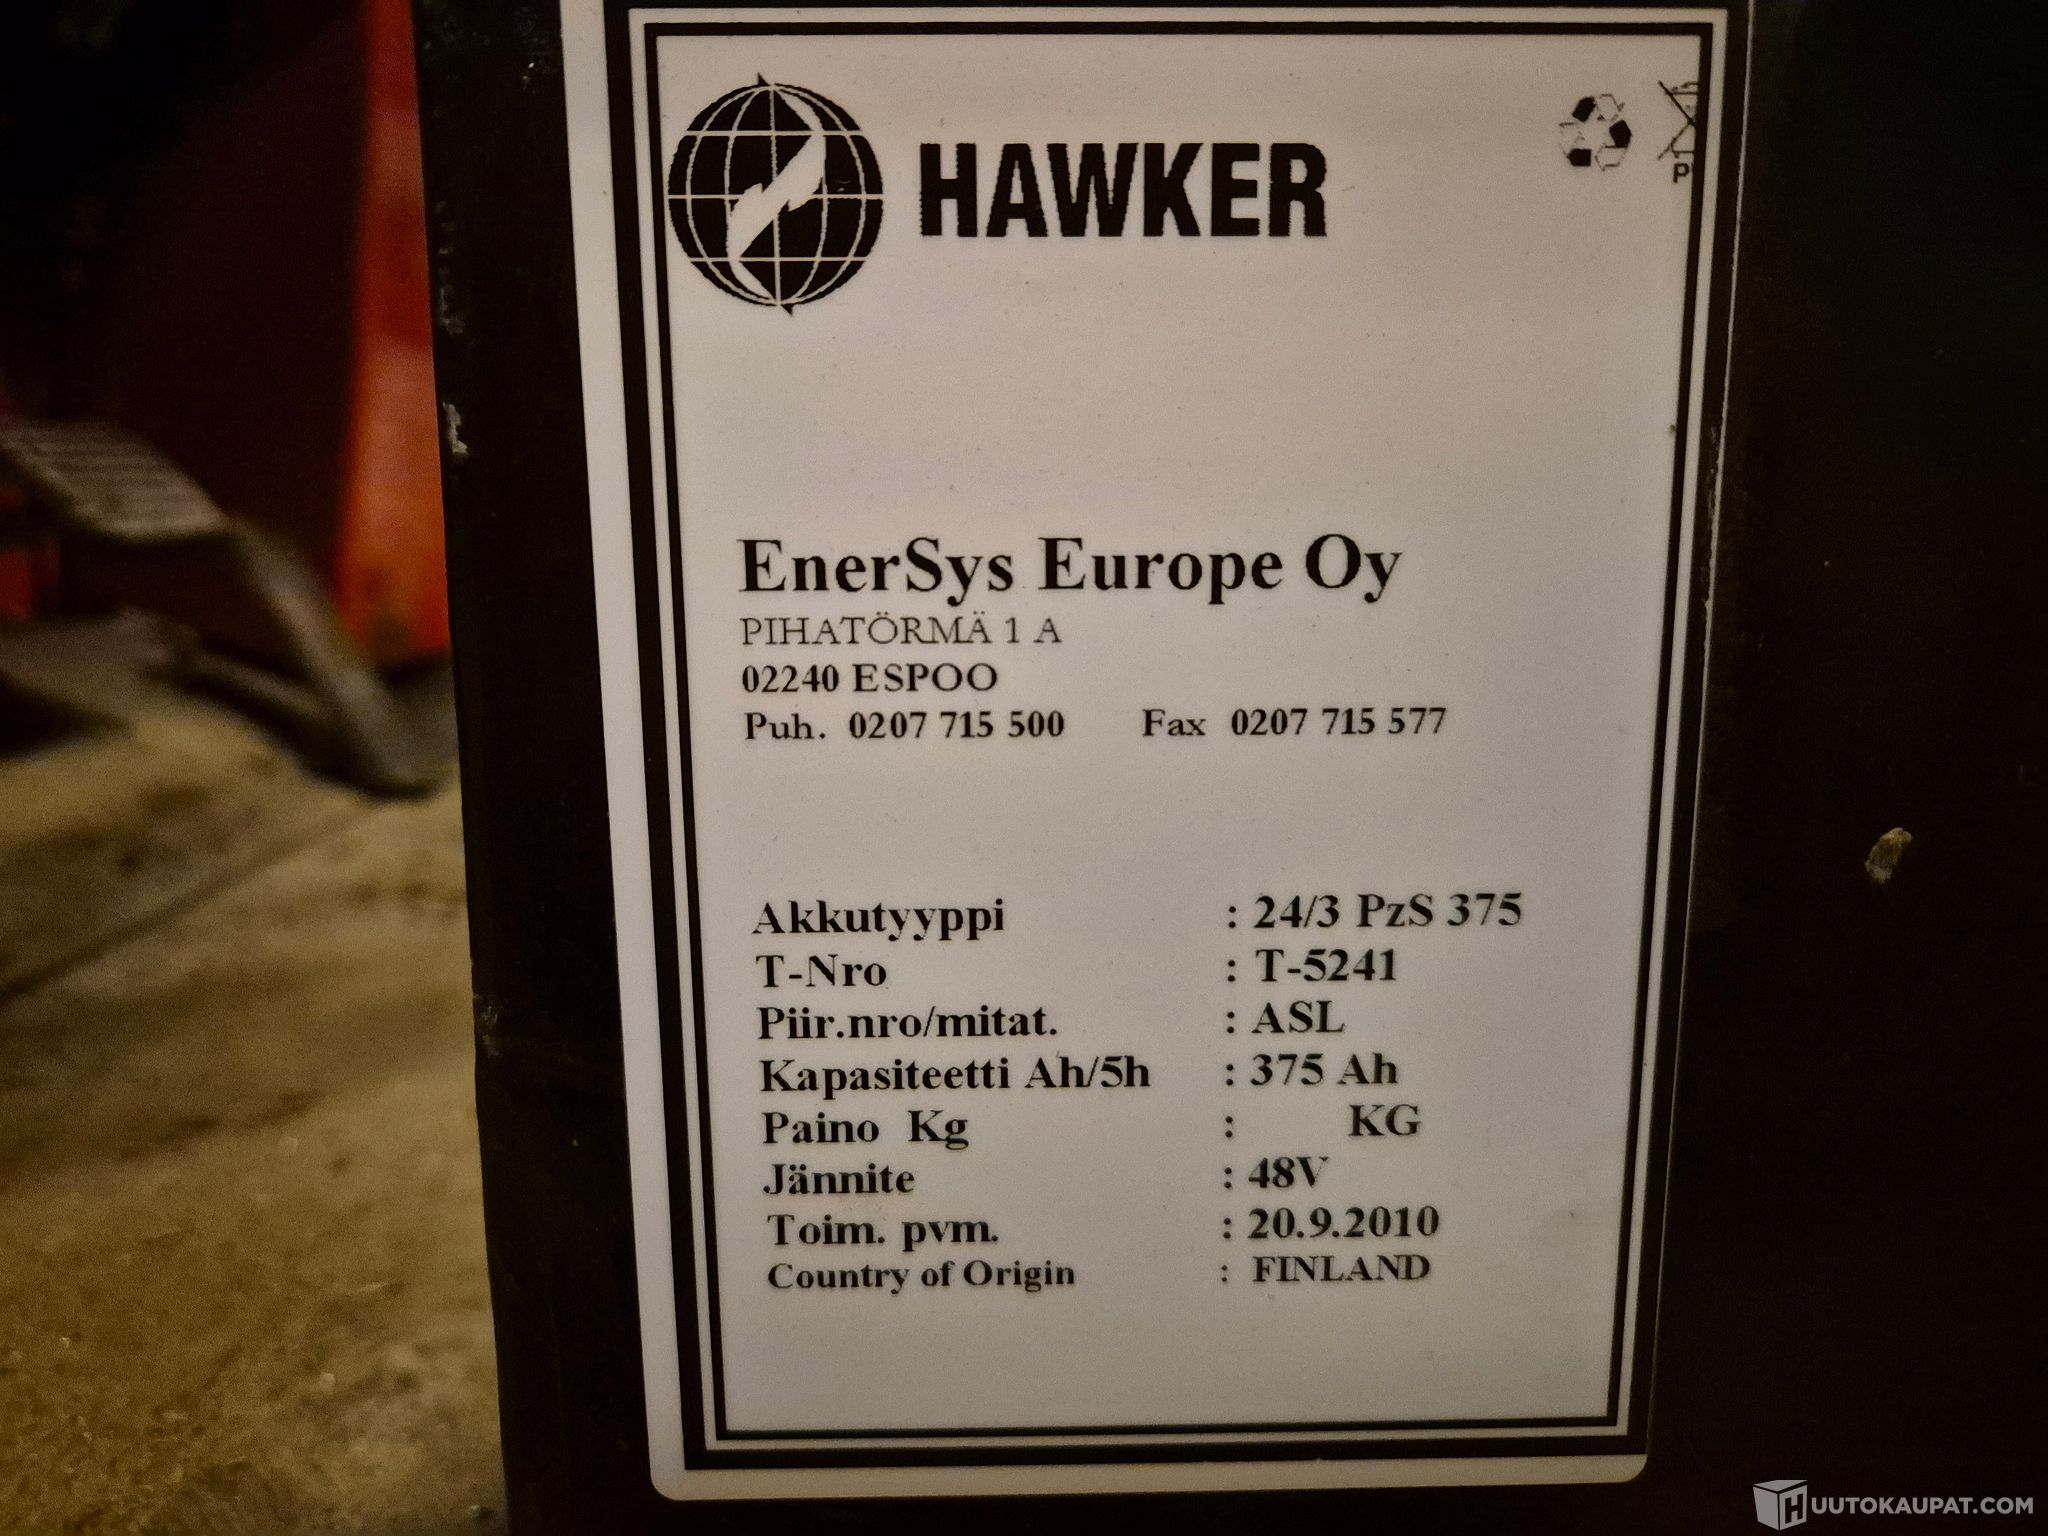 HAWKER
P
EnerSys Europe Oy
PIHATÖRMÄ 1 A
02240 ESPOO
Puh. 0207 715 500 Fax 0207 715 577
Akkutyyppi : 24/3 PzS 375
T-Nro : T-5241
Piir.nro/mitat. : ASL
Kapasiteetti Ah/5h : 375 Ah
Paino Kg : KG
Jännite : 48V
Toim. pvm. : 20.9.2010
Country of Origin : FINLAND
HUUTOKAUPAT.COM